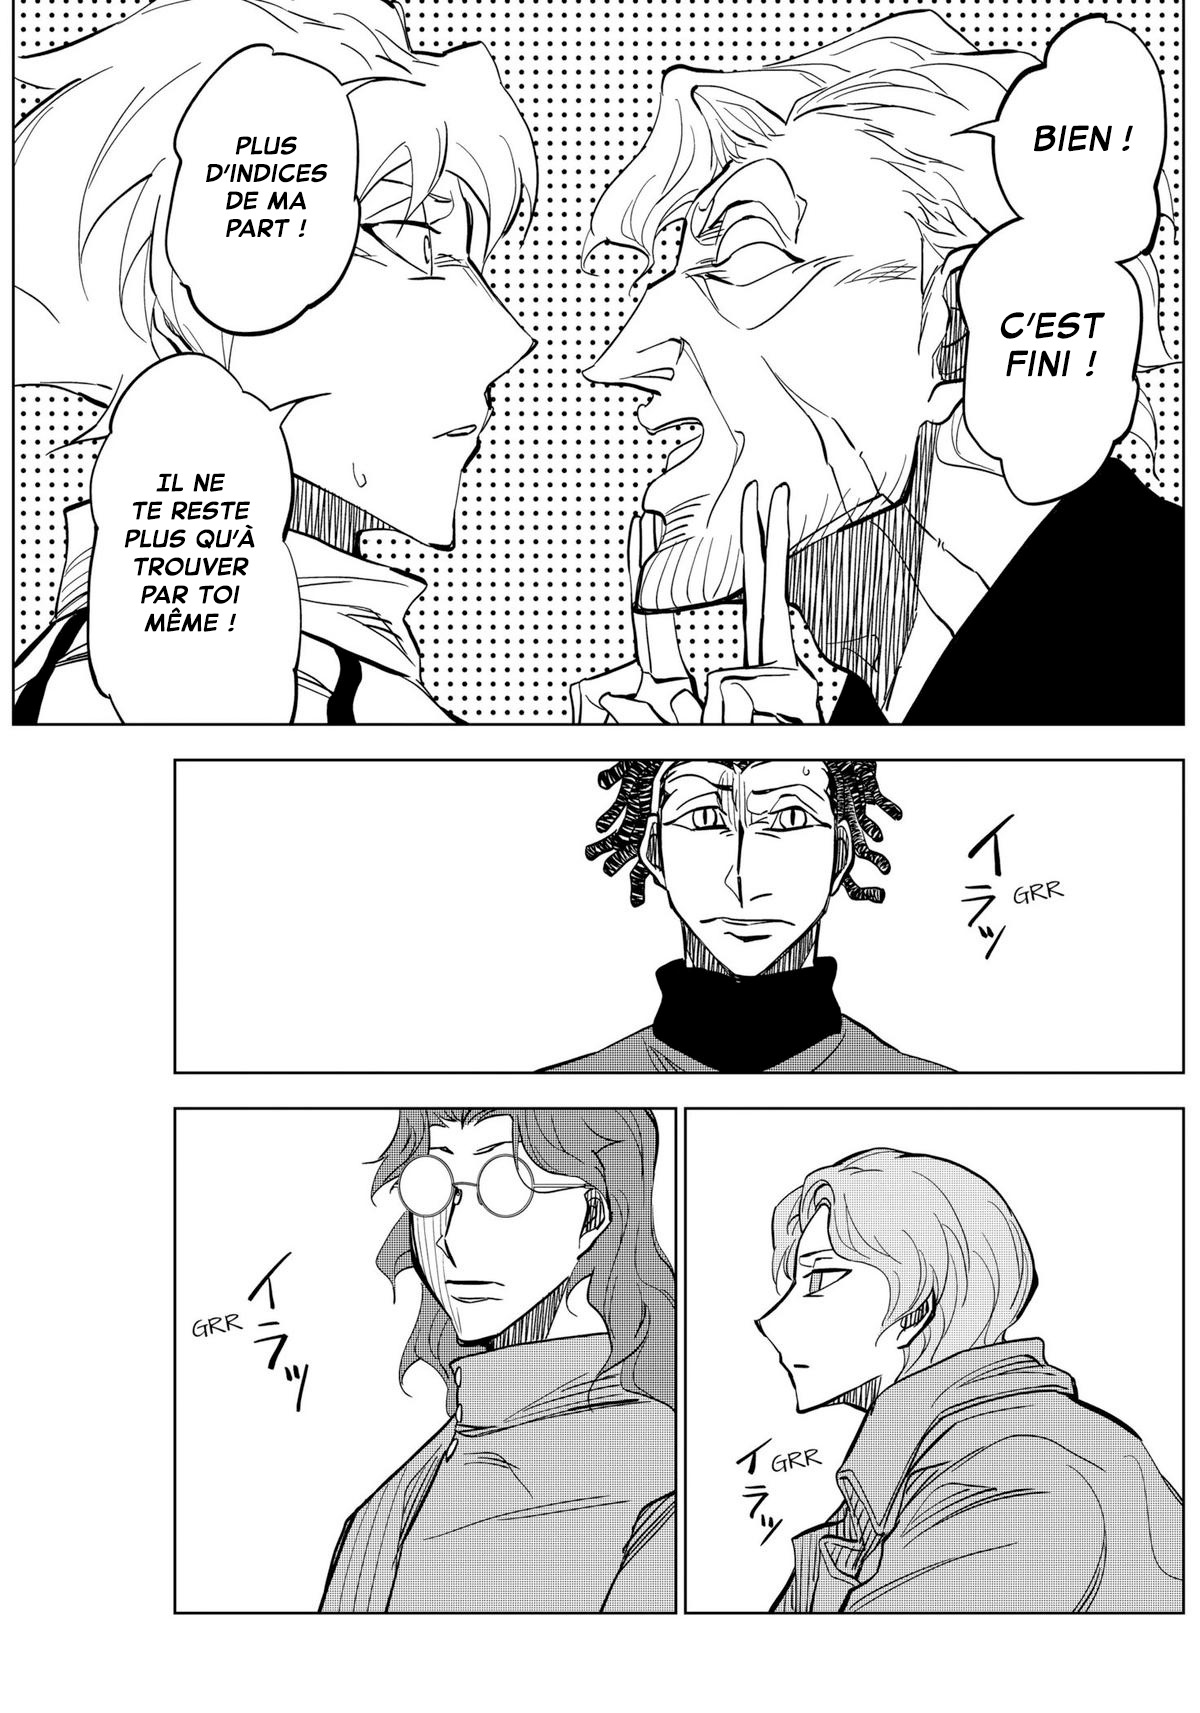 BIEN !
C'EST
FINI !
PLUS
D'INDICES
DE MA
PART !
IL NE
TE RESTE
PLUS QU'À
TROUVER
PAR TOI
MÊME !
イラッ
GRR
イラッ
GRR
イラッ
GRR